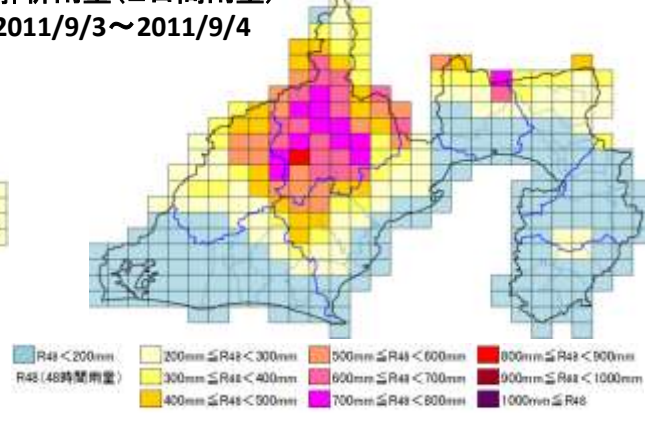 2011/9/3～2011/9/4
R48＜200mm
200mm≦R48＜300mm
500mm≦R48＜600mm
800mm≦R48＜900mm
R48(48時間雨量)
300mm≦R48＜400mm
600mm≦R48＜700mm
900mm≦R48＜1000mm
400mm≦R48＜500mm
700mm≦R48＜800mm
1000mm≦R48